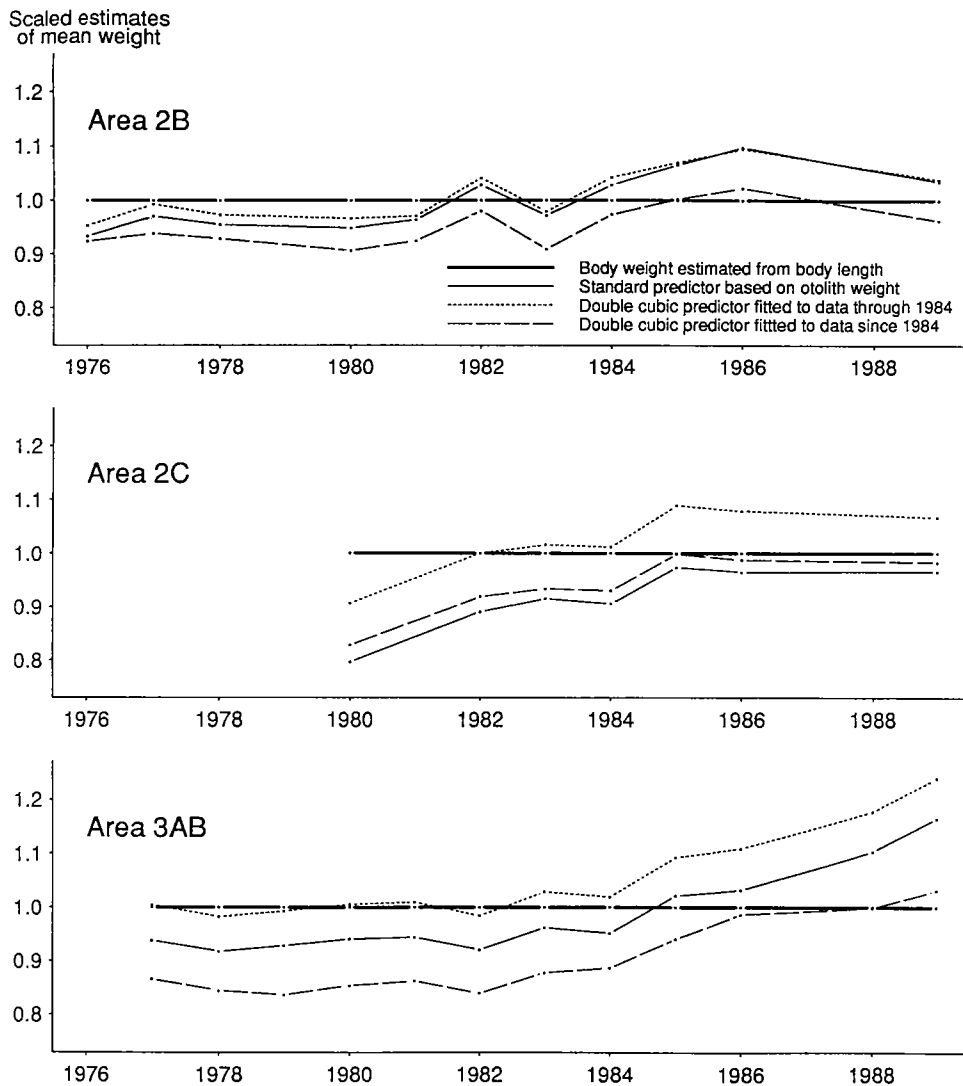 Scaled estimates
of mean weight
1.2
Area 2B
1.1
1.0
0.9
Body weight estimated from body length
Standard predictor based on otolith weight
0.8
Double cubic predictor fitted to data through 1984
Double cubic predictor fittted to data since 1984
1976 1978 1980 1982 1984 1986 1988
1.2
Area 2C
1.1
1.0
0.9
0.8
1976 1978 1980 1982 1984 1986 1988
1.2
Area 3AB
1.1
1.0
0.9
0.8
1976 1978 1980 1982 1984 1986 1988